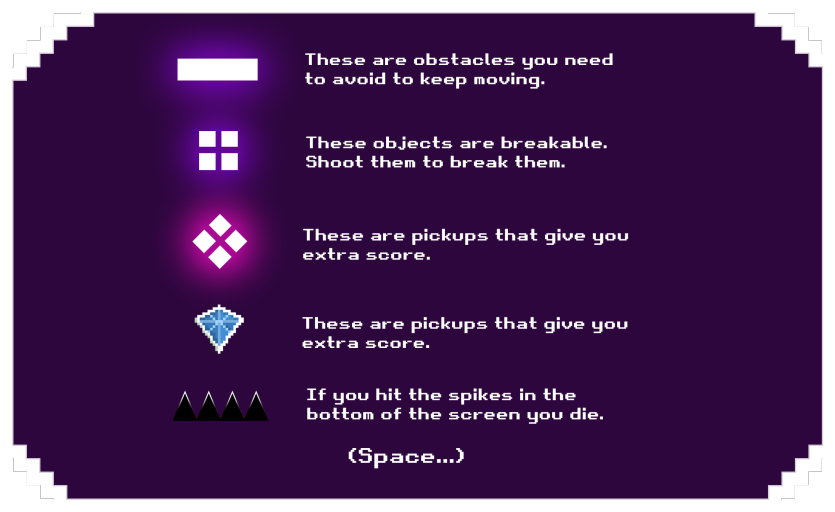 These are obstacles you need
to avoid to keep moving.
These objects are breakable.
Shoot them to break them.
These are pickups that give you
extra score.
These are pickups that give you
extra score.
If you hit the spikes in the
bottom of the screen you die.
(Space...)